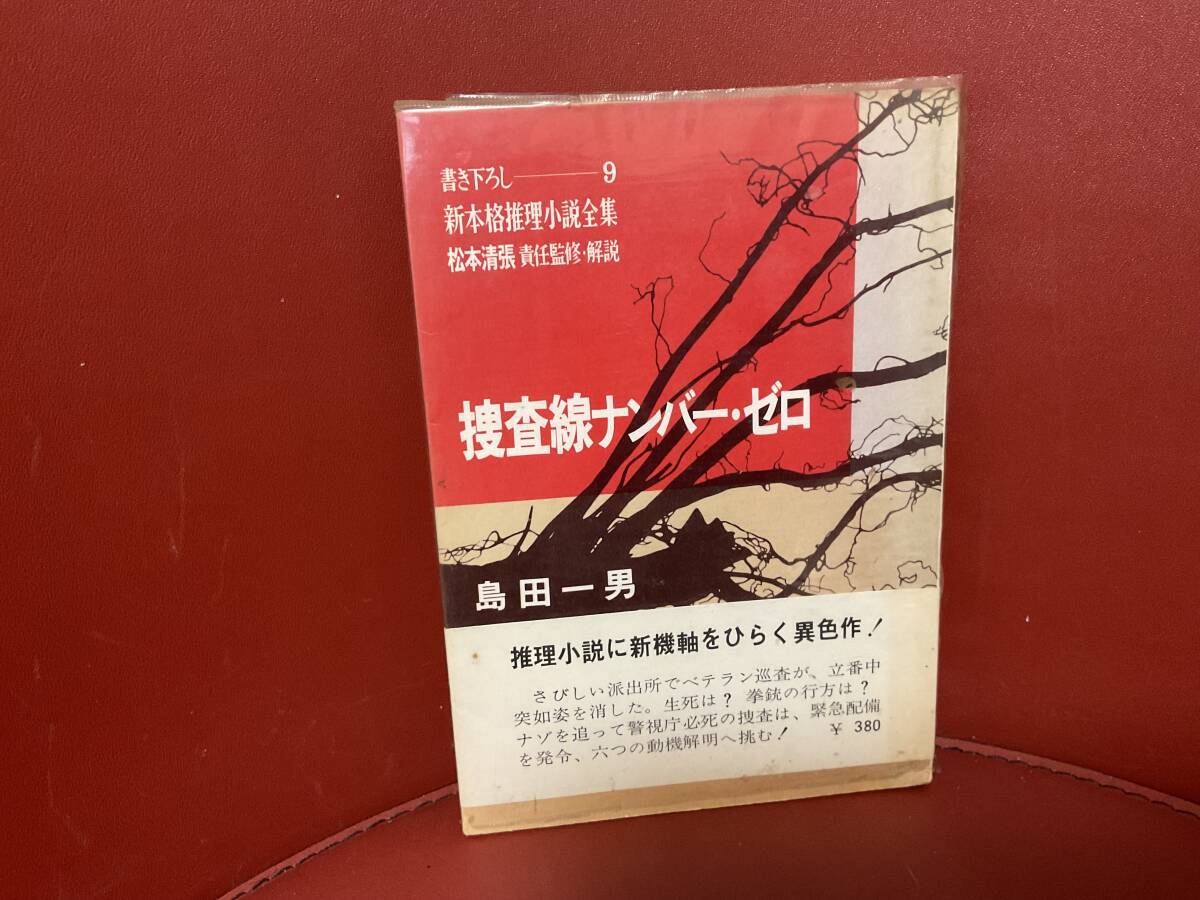 書き下ろし———9
新本格推理小説全集
松本清張 責任監修・解説
捜査線ナンバー・ゼロ
島田一男
推理小説に新機軸をひらく異色作!
さびしい派出所でベテラン巡査が、立番中
突如姿を消した。生死は? 拳銃の行方は?
ナゾを追って警視庁必死の捜査は、緊急配備
を発令、六つの動機解明へ挑む! ¥ 380